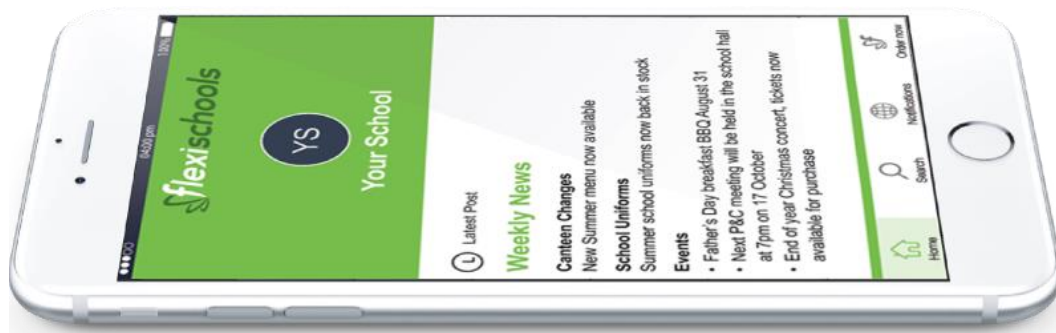 04:00 pm
100%
flexischools
YS
Your School
Latest Post
Weekly News
Canteen Changes
New Summer menu now available
School Uniforms
Summer school uniforms now back in stock
Events
• Father's Day breakfast BBQ August 31
• Next P&C meeting will be held in the school hall
at 7pm on 17 October
• End of year Christmas concert, tickets now
available for purchase
Home
Search
Notifications
Order now